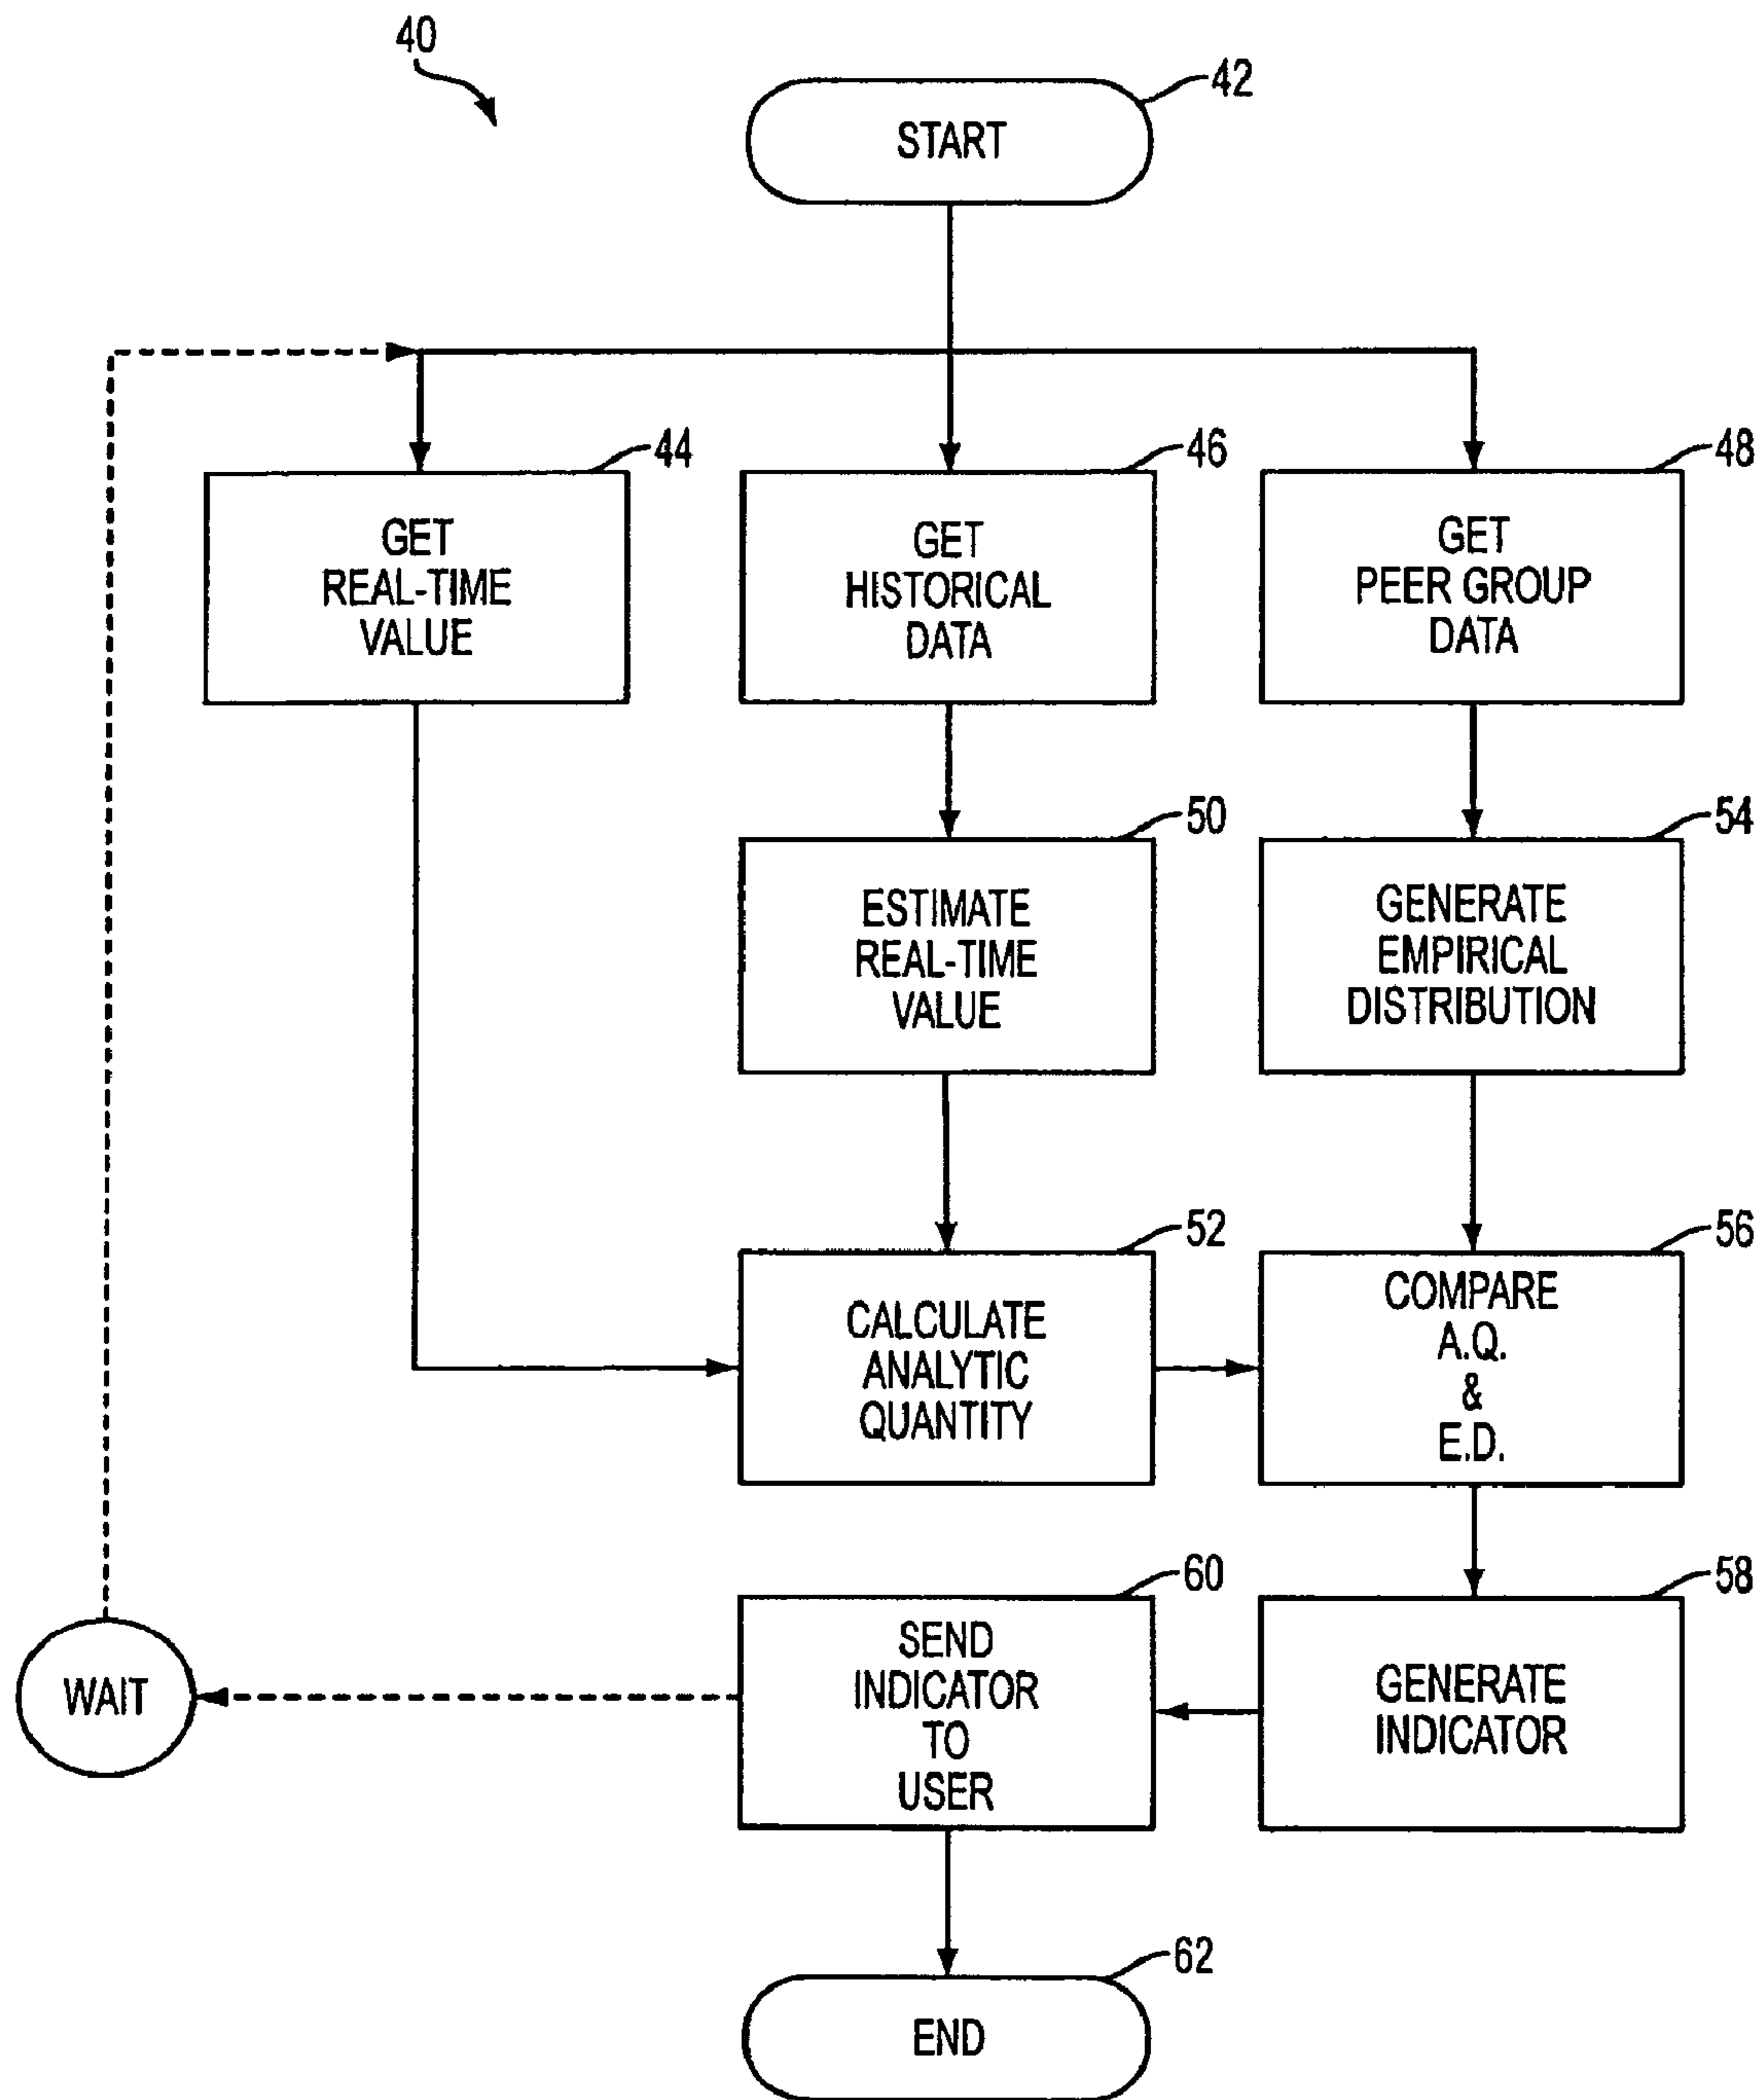 40
42
START
44
46
48
GET
REAL-TIME
VALUE
GET
HISTORICAL
DATA
GET
PEER GROUP
DATA
50
54
ESTIMATE
REAL-TIME
VALUE
GENERATE
EMPIRICAL
DISTRIBUTION
52
56
CALCULATE
ANALYTIC
QUANTITY
COMPARE
A.Q.
&
E.D.
60
58
WAIT
SEND
INDICATOR
TO
USER
GENERATE
INDICATOR
62
END